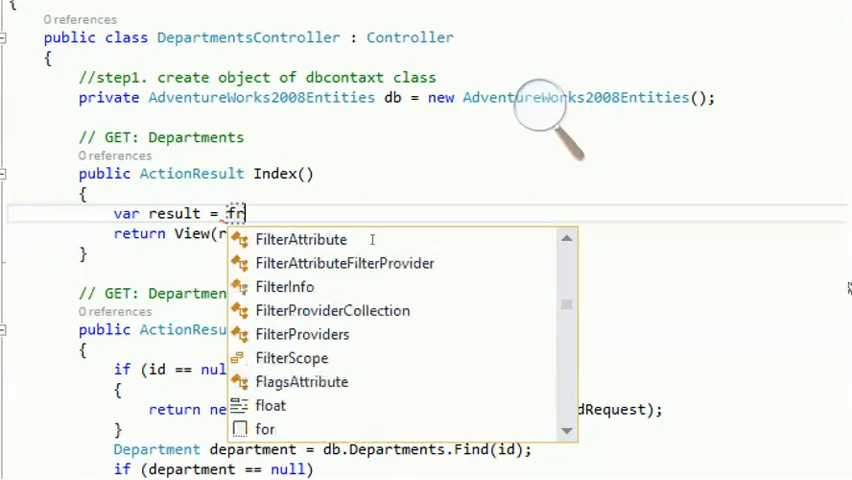 {
0 references
public class DepartmentsController : Controller
{
//step1. create object of dbcontaxt class
private AdventureWorks2008Entities db = new AdventureWorks2008Entities();
// GET: Departments
0 references
public ActionResult Index()
{
var result = fr
return View(r
}
FilterAttribute
FilterAttributeFilterProvider
FilterInfo
FilterProviderCollection
FilterProviders
FilterScope
FlagsAttribute
float
for
// GET: Departmen
0 references
public ActionResu
{
if (id == nul
{
return ne
dRequest);
}
Department department = db.Departments.Find(id);
if (department == null)